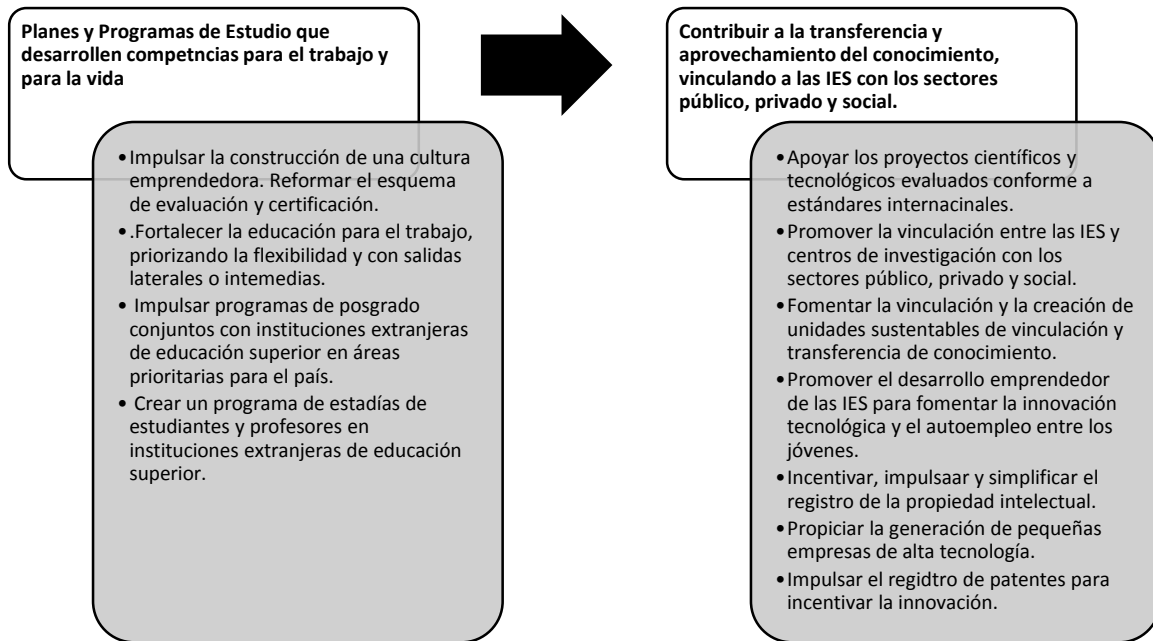 Planes y Programas de Estudio que
desarrollen competncias para el trabajo y
para la vida
•Impulsar la construcción de una cultura
emprendedora. Reformar el esquema
de evaluación y certificación.
•.Fortalecer la educación para el trabajo,
priorizando la flexibilidad y con salidas
laterales o intemedias.
• Impulsar programas de posgrado
conjuntos con instituciones extranjeras
de educación superior en áreas
prioritarias para el país.
• Crear un programa de estadías de
estudiantes y profesores en
instituciones extranjeras de educación
superior.
Contribuir a la transferencia y
aprovechamiento del conocimiento,
vinculando a las IES con los sectores
público, privado y social.
•Apoyar los proyectos científicos y
tecnológicos evaluados conforme a
estándares internacinales.
•Promover la vinculación entre las IES y
centros de investigación con los
sectores público, privado y social.
•Fomentar la vinculación y la creación de
unidades sustentables de vinculación y
transferencia de conocimiento.
•Promover el desarrollo emprendedor
de las IES para fomentar la innovación
tecnológica y el autoempleo entre los
jóvenes.
•Incentivar, impulsaar y simplificar el
registro de la propiedad intelectual.
•Propiciar la generación de pequeñas
empresas de alta tecnología.
•Impulsar el regidtro de patentes para
incentivar la innovación.